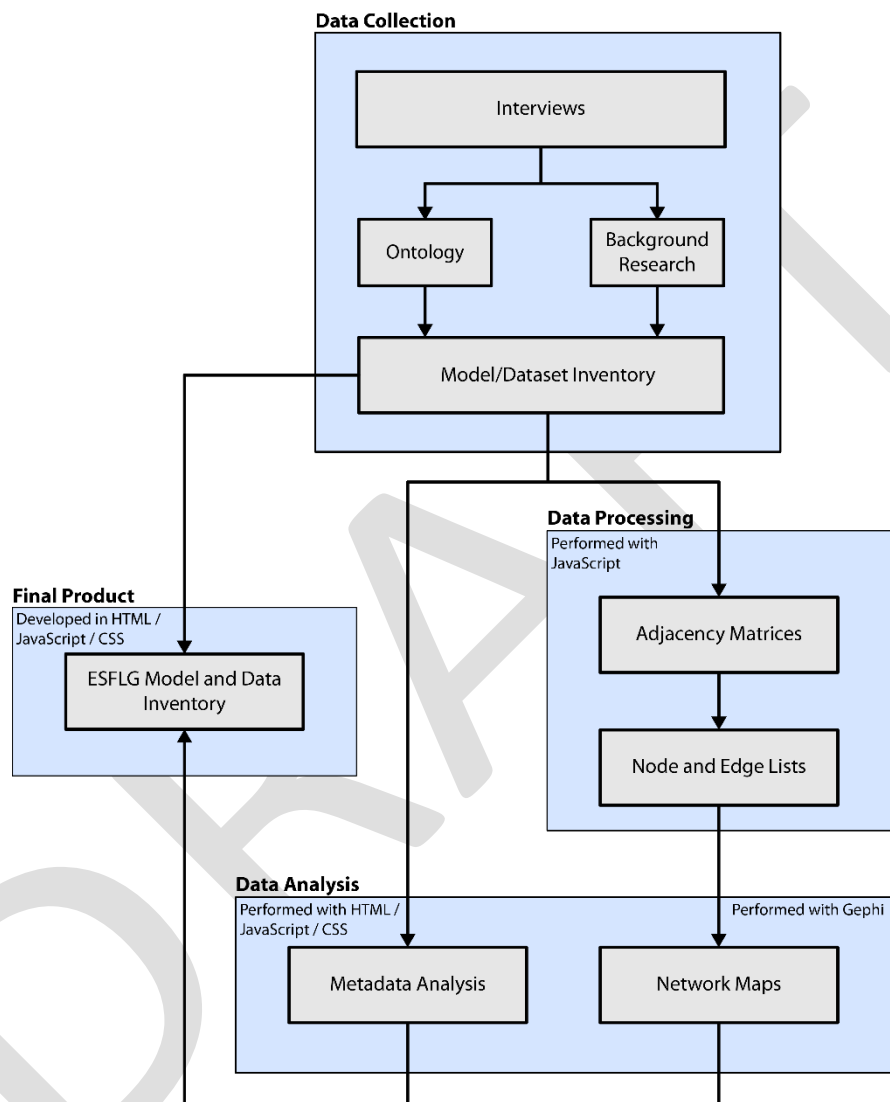 Data Collection
Interviews
Ontology
Background
Research
Model/Dataset Inventory
Data Processing
Performed with
JavaScript
Adjacency Matrices
Node and Edge Lists
Final Product
Developed in HTML /
JavaScript / CSS
ESFLG Model and Data
Inventory
Data Analysis
Performed with HTML /
JavaScript / CSS
Performed with Gephi
Metadata Analysis
Network Maps
DRAFT